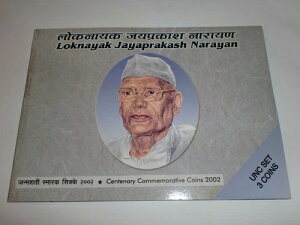 लोकनायक जयप्रकाश नारायण
Loknayak Jayaprakash Narayan
जन्मशती स्मारक सिक्के २००२ ★ Centenary Commemorative Coins 2002
UNC SET
3 COINS